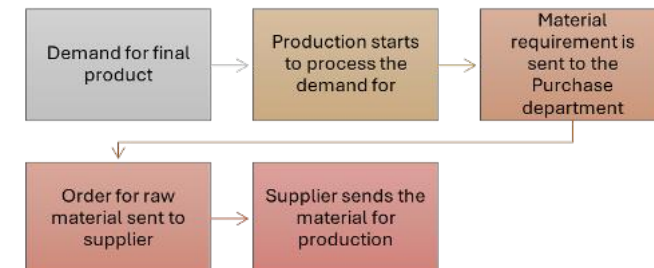 Demand for final
product
Production starts
to process the
demand for
Material
requirement is
sent to the
Purchase
department
Order for raw
material sent to
supplier
Supplier sends the
material for
production